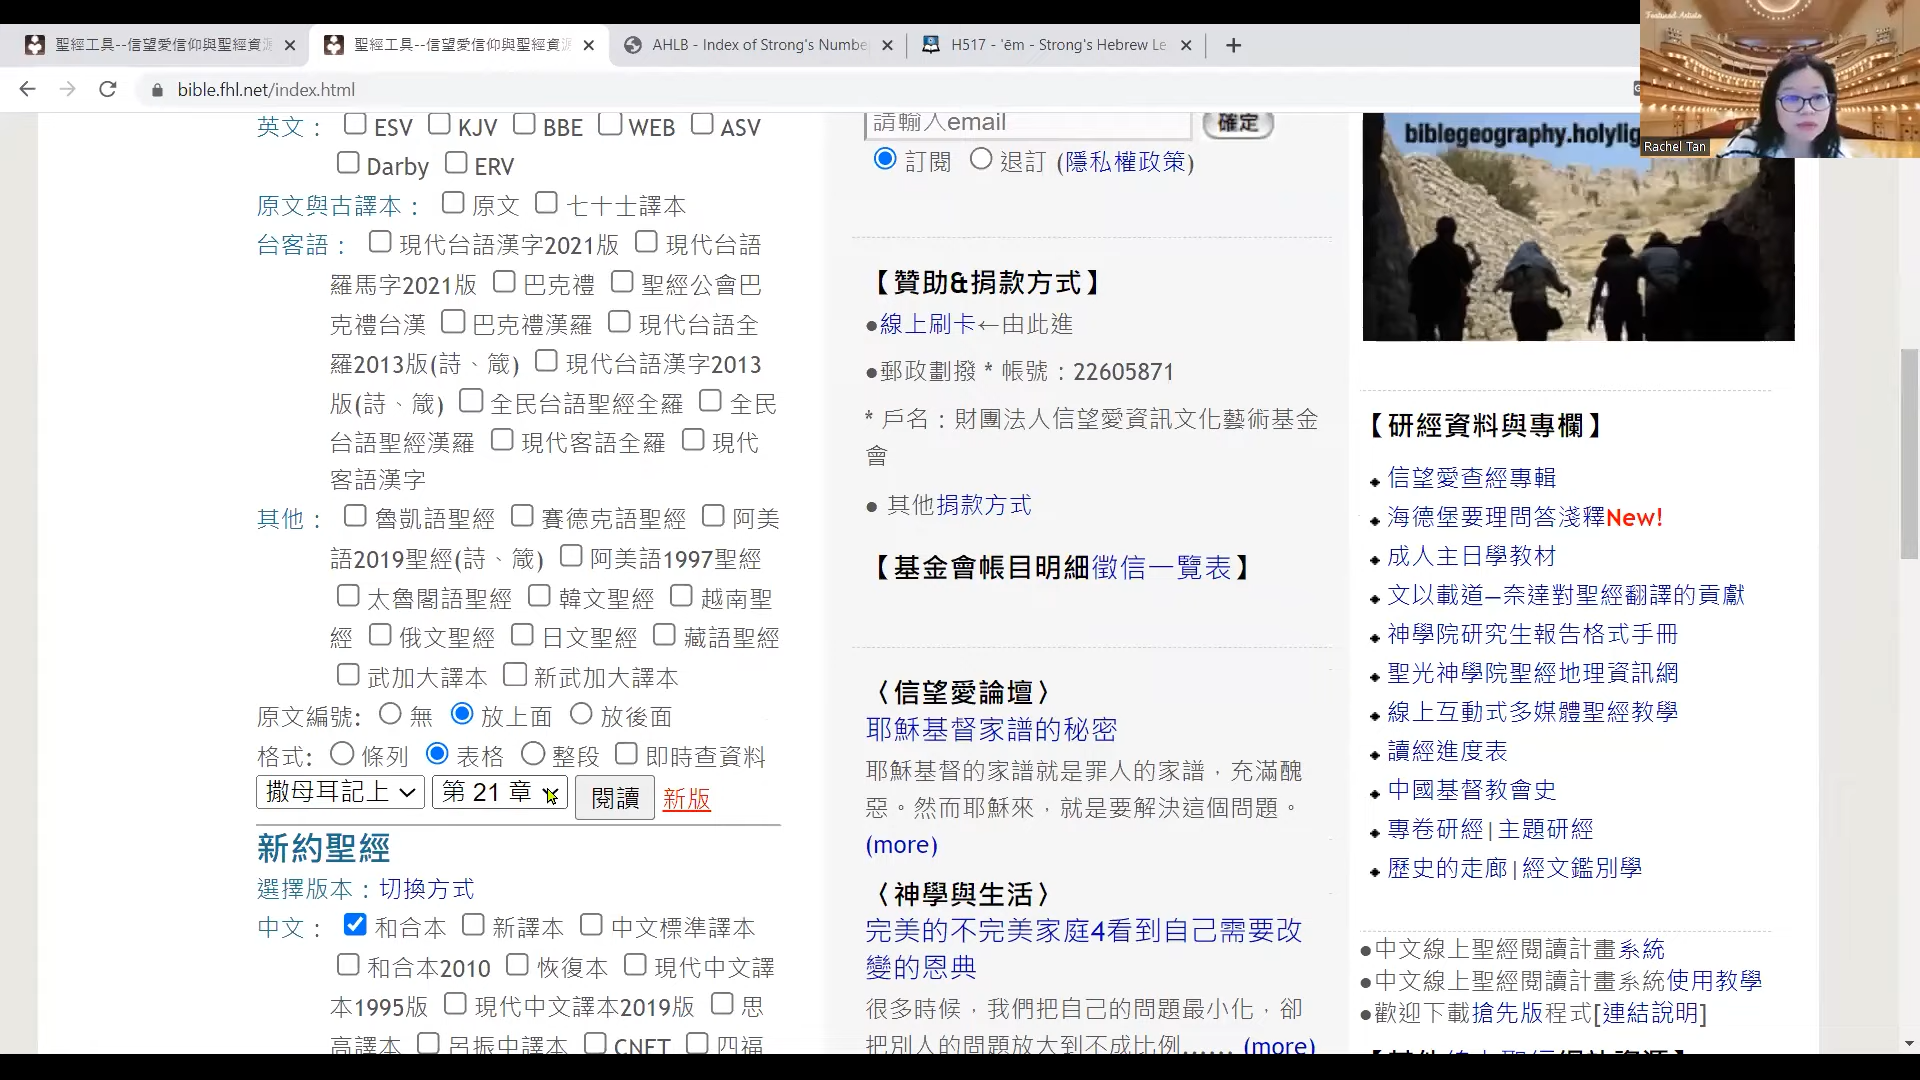 聖經工具--信望愛信仰與聖經資源
聖經工具--信望愛信仰與聖經資源
AHLB - Index of Strong's Numbe
H517 - 'ēm - Strong's Hebrew Le
bible.fhl.net/index.html
Featured Artists
Rachel Tan
英文： ESV KJV BBE WEB ASV
Darby ERV
原文與古譯本： 原文 七十士譯本
台客語： 現代台語漢字2021版 現代台語
羅馬字2021版 巴克禮 聖經公會巴
克禮台漢 巴克禮漢羅 現代台語全
羅2013版(詩、箴) 現代台語漢字2013
版(詩、箴) 全民台語聖經全羅 全民
台語聖經漢羅 現代客語全羅 現代
客語漢字
其他： 魯凱語聖經 賽德克語聖經 阿美
語2019聖經(詩、箴) 阿美語1997聖經
太魯閣語聖經 韓文聖經 越南聖
經 俄文聖經 日文聖經 藏語聖經
武加大譯本 新武加大譯本
原文編號: 無 放上面 放後面
格式: 條列 表格 整段 即時查資料
撒母耳記上 第 21 章 閱讀 新版
新約聖經
選擇版本：切換方式
中文： 和合本 新譯本 中文標準譯本
和合本2010 恢復本 現代中文譯
本1995版 現代中文譯本2019版 思
高譯本 呂振中譯本 CNET 四福
請輸入email 確定
訂閱 退訂 (隱私權政策)
【贊助&捐款方式】
●線上刷卡←由此進
●郵政劃撥 * 帳號：22605871
* 戶名：財團法人信望愛資訊文化藝術基金
會
● 其他捐款方式
【基金會帳目明細徵信一覽表】
〈信望愛論壇〉
耶穌基督家譜的秘密
耶穌基督的家譜就是罪人的家譜，充滿醜
惡。然而耶穌來，就是要解決這個問題。
(more)
〈神學與生活〉
完美的不完美家庭4看到自己需要改
變的恩典
很多時候，我們把自己的問題最小化，卻
把別人的問題放大到不成比例...... (more)
biblegeography.holylig
【研經資料與專欄】
信望愛查經專輯
海德堡要理問答淺釋New!
成人主日學教材
文以載道—奈達對聖經翻譯的貢獻
神學院研究生報告格式手冊
聖光神學院聖經地理資訊網
線上互動式多媒體聖經教學
讀經進度表
中國基督教會史
專卷研經|主題研經
歷史的走廊|經文鑑別學
●中文線上聖經閱讀計畫系統
●中文線上聖經閱讀計畫系統使用教學
●歡迎下載搶先版程式[連結說明]